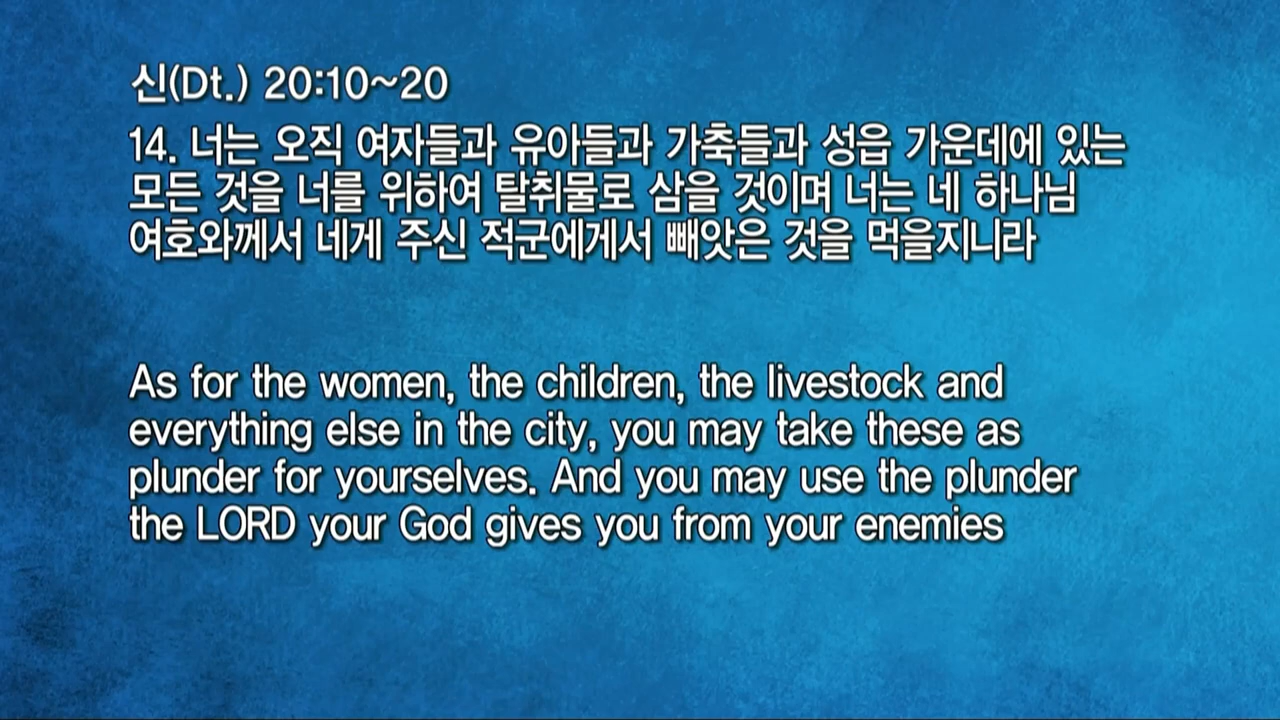 신(Dt.) 20:10~20
14. 너는 오직 여자들과 유아들과 가축들과 성읍 가운데에 있는
모든 것을 너를 위하여 탈취물로 삼을 것이며 너는 네 하나님
여호와께서 네게 주신 적군에게서 빼앗은 것을 먹을지니라
As for the women, the children, the livestock and
everything else in the city, you may take these as
plunder for yourselves. And you may use the plunder
the LORD your God gives you from your enemies